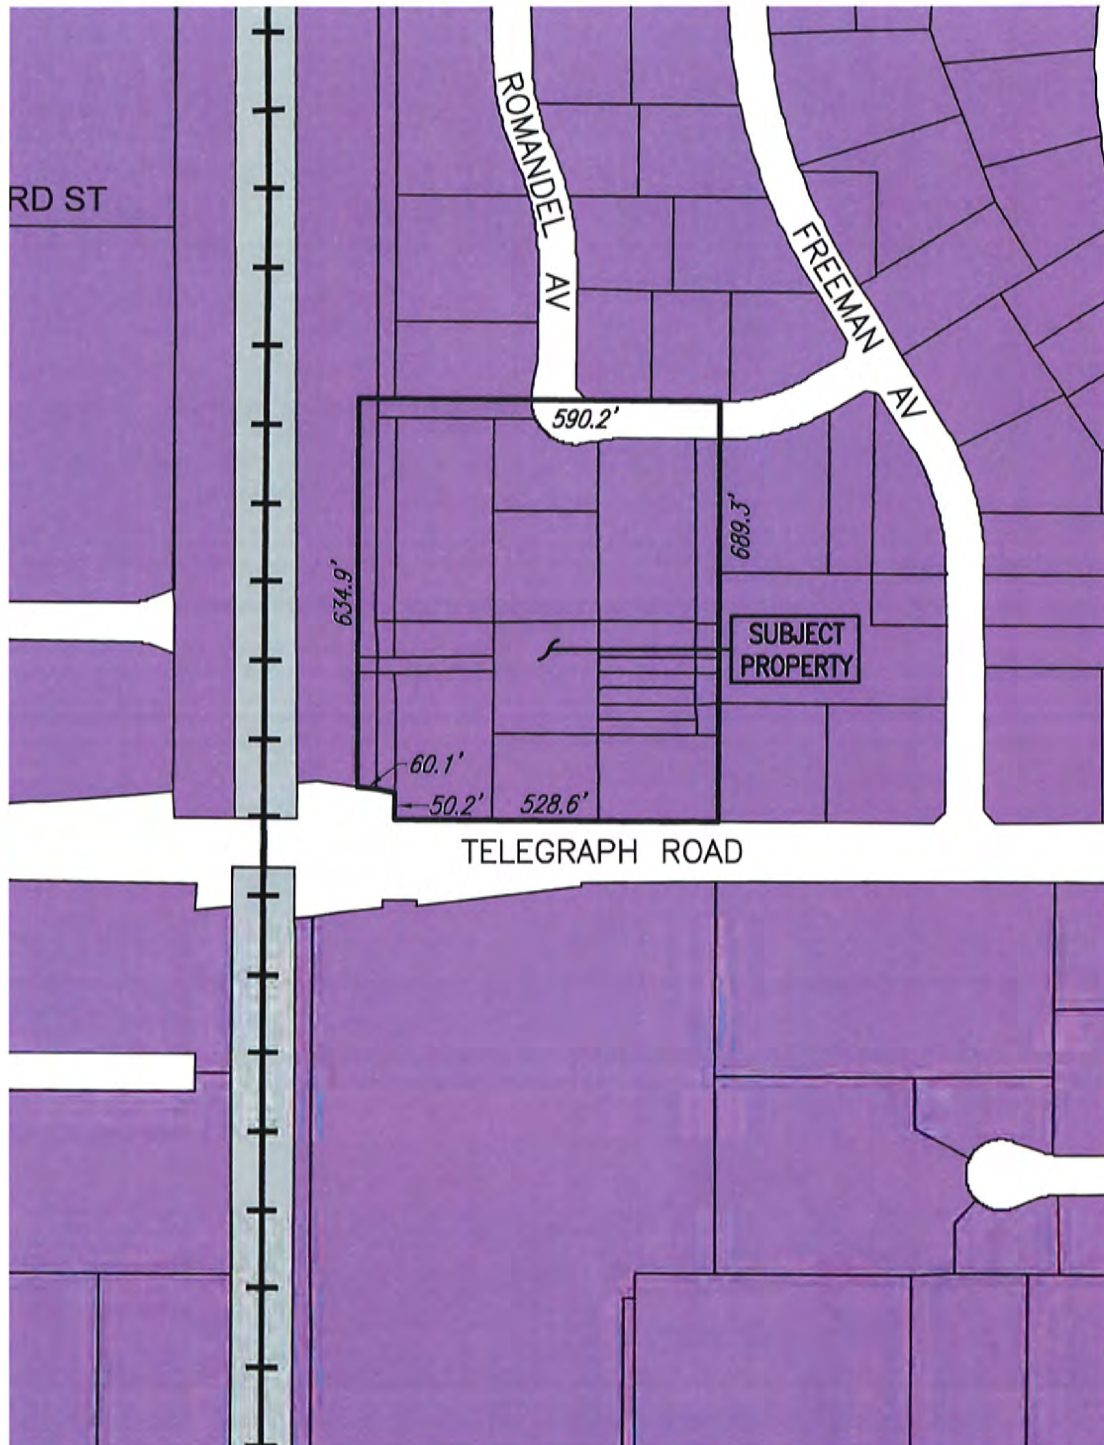 RD ST
ROMANDEL
AV
FREEMAN
AV
590.2'
689.3'
634.9'
SUBJECT
PROPERTY
60.1'
50.2'
528.6'
TELEGRAPH ROAD